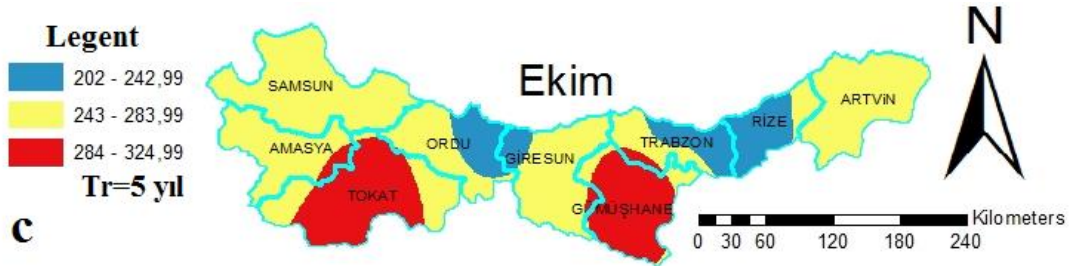 Legent
202 - 242,99
243 - 283,99
284 - 324,99
Tr=5 yıl
c
Ekim
N
SAMSUN
AMASYA
TOKAT
ORDU
GİRESUN
GÜMÜŞHANE
TRABZON
RİZE
ARTVİN
Kilometers
0 30 60 120 180 240